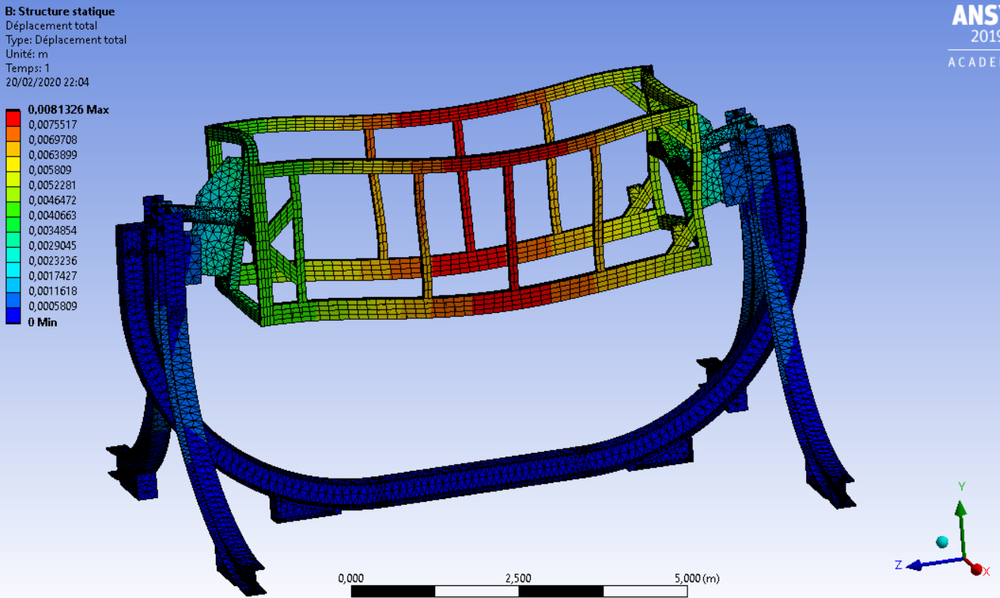 B: Structure statique
Déplacement total
Type: Déplacement total
Unité: m
Temps: 1
20/02/2020 22:04
0,0081326 Max
0,0075517
0,0069708
0,0063899
0,005809
0,0052281
0,0046472
0,0040663
0,0034854
0,0029045
0,0023236
0,0017427
0,0011618
0,0005809
0 Min
ANSY
2019
ACADE
0,000
2,500
5,000 (m)
Y
Z
X